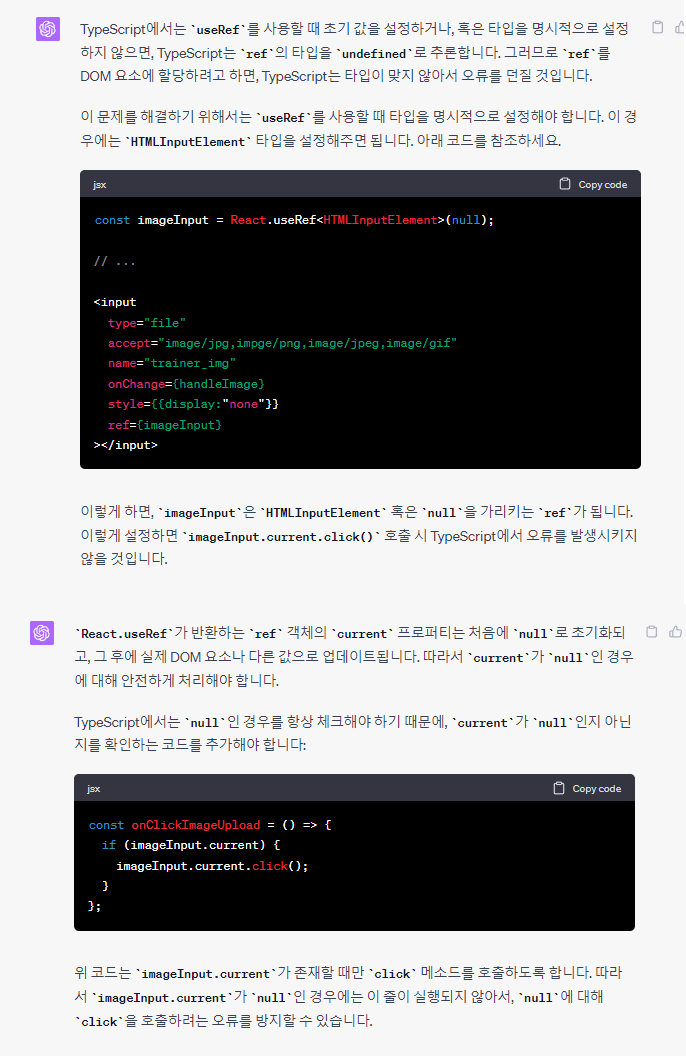 TypeScript에서는 `useRef`를 사용할 때 초기 값을 설정하거나, 혹은 타입을 명시적으로 설정
하지 않으면, TypeScript는 `ref`의 타입을 `undefined`로 추론합니다. 그러므로 `ref`를
DOM 요소에 할당하려고 하면, TypeScript는 타입이 맞지 않아서 오류를 던질 것입니다.
이 문제를 해결하기 위해서는 `useRef`를 사용할 때 타입을 명시적으로 설정해야 합니다. 이 경
우에는 `HTMLInputElement` 타입을 설정해주면 됩니다. 아래 코드를 참조하세요.
jsx Copy code
const imageInput = React.useRef<HTMLInputElement>(null);
// ...
<input
type="file"
accept="image/jpg,impge/png,image/jpeg,image/gif"
name="trainer_img"
onChange={handleImage}
style={{display:"none"}}
ref={imageInput}
></input>
이렇게 하면, `imageInput`은 `HTMLInputElement` 혹은 `null`을 가리키는 `ref`가 됩니다.
이렇게 설정하면 `imageInput.current.click()` 호출 시 TypeScript에서 오류를 발생시키지
않을 것입니다.
`React.useRef`가 반환하는 `ref` 객체의 `current` 프로퍼티는 처음에 `null`로 초기화되
고, 그 후에 실제 DOM 요소나 다른 값으로 업데이트됩니다. 따라서 `current`가 `null`인 경우
에 대해 안전하게 처리해야 합니다.
TypeScript에서는 `null`인 경우를 항상 체크해야 하기 때문에, `current`가 `null`인지 아닌
지를 확인하는 코드를 추가해야 합니다:
jsx Copy code
const onClickImageUpload = () => {
if (imageInput.current) {
imageInput.current.click();
}
};
위 코드는 `imageInput.current`가 존재할 때만 `click` 메소드를 호출하도록 합니다. 따라
서 `imageInput.current`가 `null`인 경우에는 이 줄이 실행되지 않아서, `null`에 대해
`click`을 호출하려는 오류를 방지할 수 있습니다.